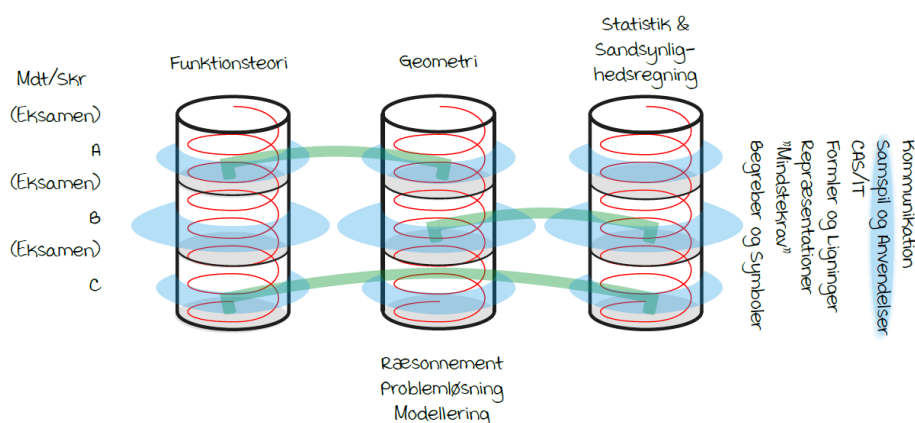 Statistik &
Sandsynlig-
hedsregning
Funktionsteori
Geometri
Mdt/Skr
(Eksamen)
A
(Eksamen)
B
(Eksamen)
C
Kommunikation
Samspil og Anvendelser
CAS/IT
Formler og Ligninger
Repræsentationer
"Mindstekrav"
Begreber og Symboler
Ræsonnement
Problemløsning
Modellering